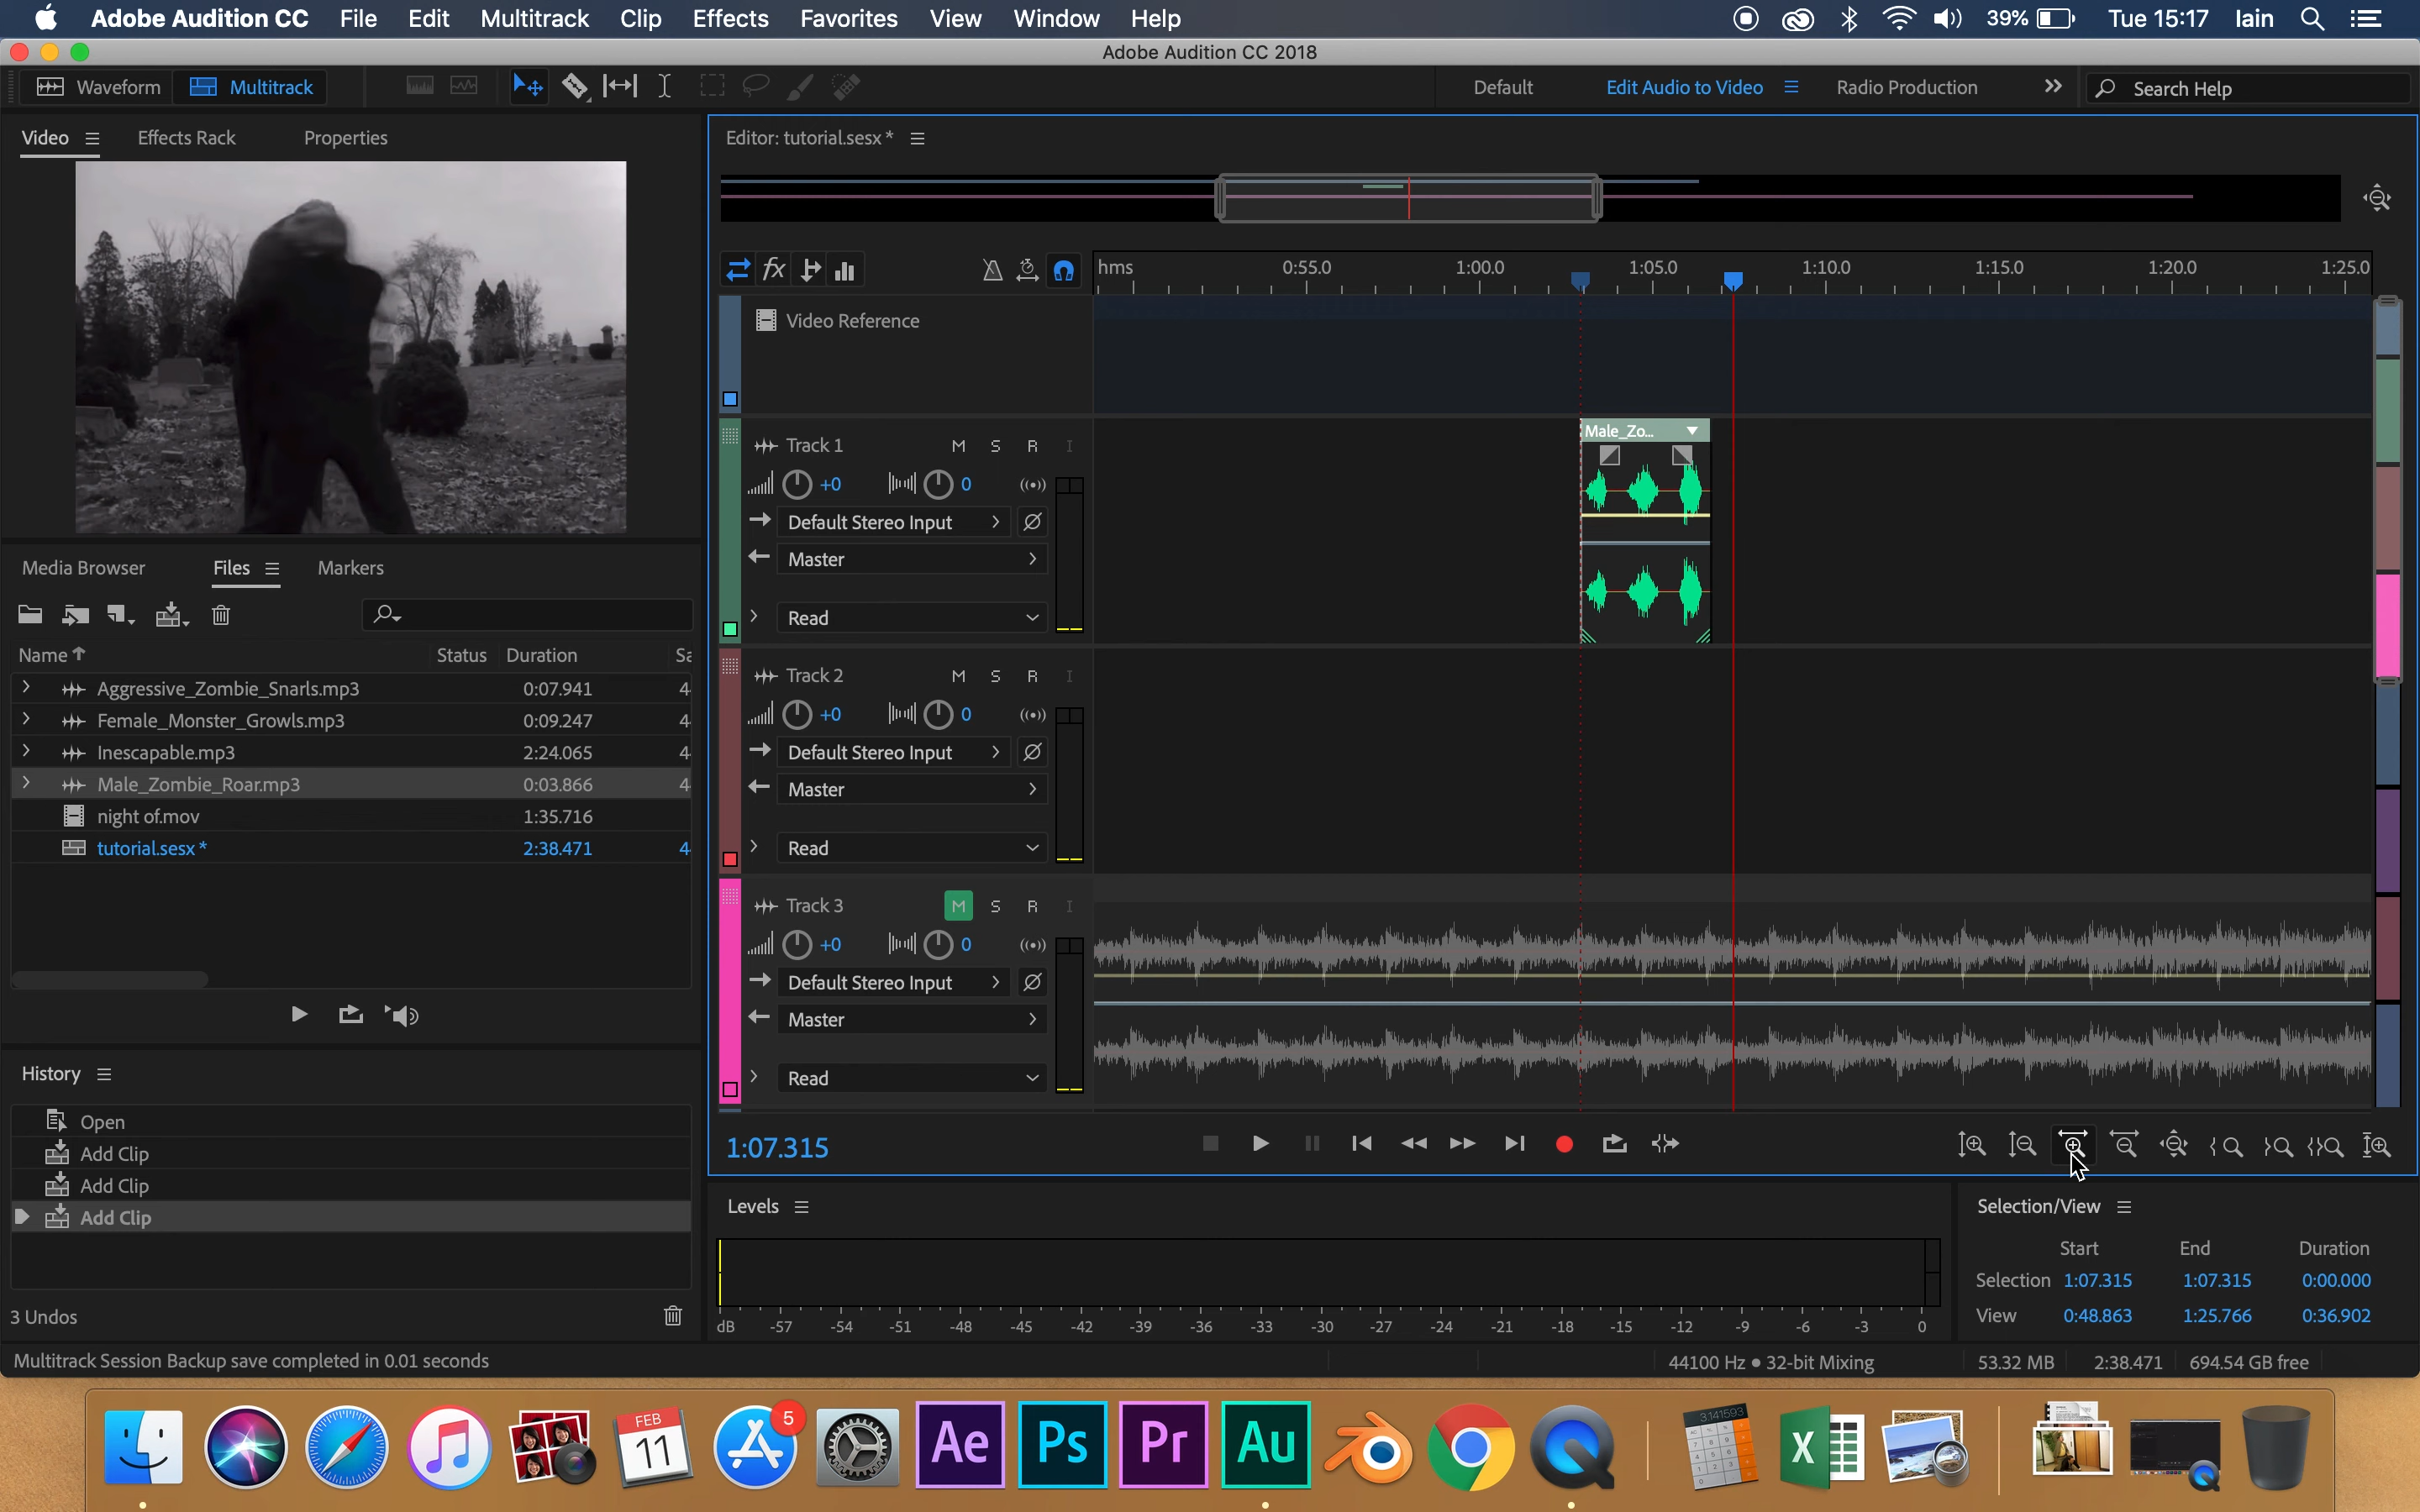 Adobe Audition CC File Edit Multitrack Clip Effects Favorites View Window Help 39% Tue 15:17 Iain
Adobe Audition CC 2018
Waveform Multitrack Default Edit Audio to Video Radio Production Search Help
Video Effects Rack Properties
Editor: tutorial.sesx *
hms 0:55.0 1:00.0 1:05.0 1:10.0 1:15.0 1:20.0 1:25.0
fx
Video Reference
Track 1 M S R I
Male_Zo...
+0 0
Default Stereo Input
Master
Read
Media Browser Files Markers
Name Status Duration Sa
Aggressive_Zombie_Snarls.mp3 0:07.941 4
Female_Monster_Growls.mp3 0:09.247 4
Inescapable.mp3 2:24.065 4
Male_Zombie_Roar.mp3 0:03.866 4
night of.mov 1:35.716
tutorial.sesx * 2:38.471 4
Track 2 M S R I
+0 0
Default Stereo Input
Master
Read
Track 3 M S R I
+0 0
Default Stereo Input
Master
Read
History
Open
Add Clip
Add Clip
Add Clip
3 Undos
1:07.315
Levels
dB -57 -54 -51 -48 -45 -42 -39 -36 -33 -30 -27 -24 -21 -18 -15 -12 -9 -6 -3 0
Selection/View
Start End Duration
Selection 1:07.315 1:07.315 0:00.000
View 0:48.863 1:25.766 0:36.902
Multitrack Session Backup save completed in 0.01 seconds
44100 Hz ● 32-bit Mixing 53.32 MB 2:38.471 694.54 GB free
FEB
11
5
Ae Ps Pr Au
3.141593
X